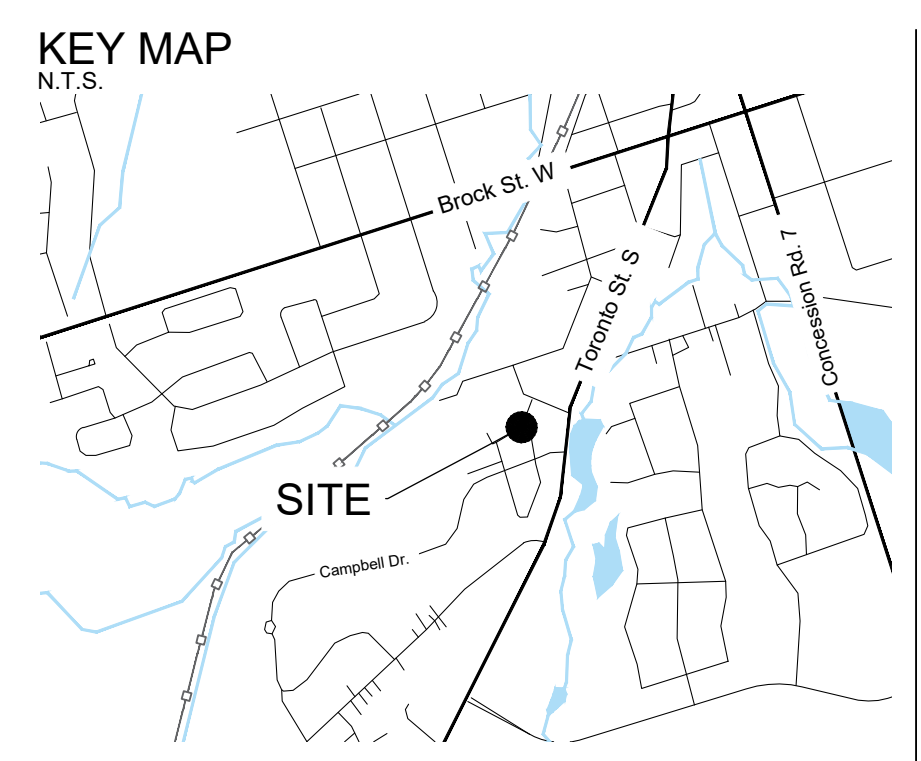 KEY MAP
N.T.S.
Brock St. W
Toronto St. S
Concession Rd. 7
SITE
Campbell Dr.